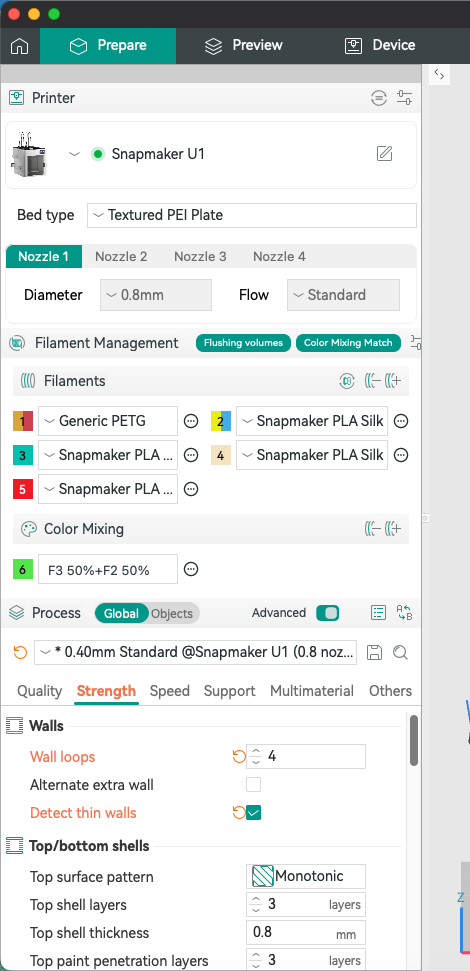 Prepare Preview Device
Printer
Snapmaker U1
Bed type Textured PEI Plate
Nozzle 1 Nozzle 2 Nozzle 3 Nozzle 4
Diameter 0.8mm Flow Standard
Filament Management Flushing volumes Color Mixing Match
Filaments
1 Generic PETG 2 Snapmaker PLA Silk
3 Snapmaker PLA ... 4 Snapmaker PLA Silk
5 Snapmaker PLA ...
Color Mixing
6 F3 50%+F2 50%
Process Global Objects Advanced
* 0.40mm Standard @Snapmaker U1 (0.8 noz...
Quality Strength Speed Support Multimaterial Others
Walls
Wall loops 4
Alternate extra wall
Detect thin walls
Top/bottom shells
Top surface pattern Monotonic
Top shell layers 3 layers
Top shell thickness 0.8 mm
Top paint penetration layers 3 layers
Z